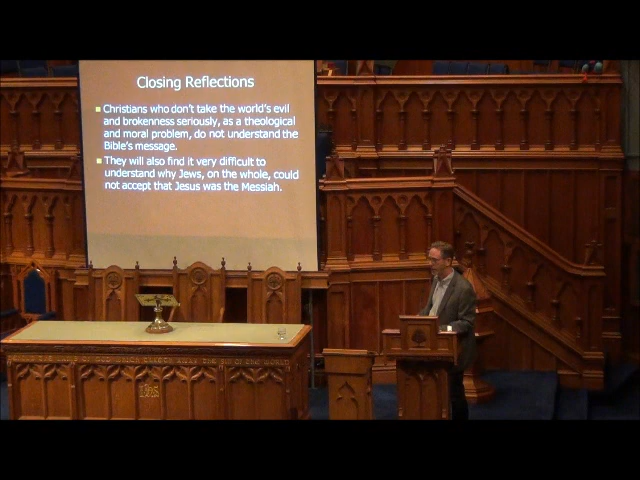 Closing Reflections
Christians who don't take the world's evil
and brokenness seriously, as a theological
and moral problem, do not understand the
Bible's message.
They will also find it very difficult to
understand why Jews, on the whole, could
not accept that Jesus was the Messiah.